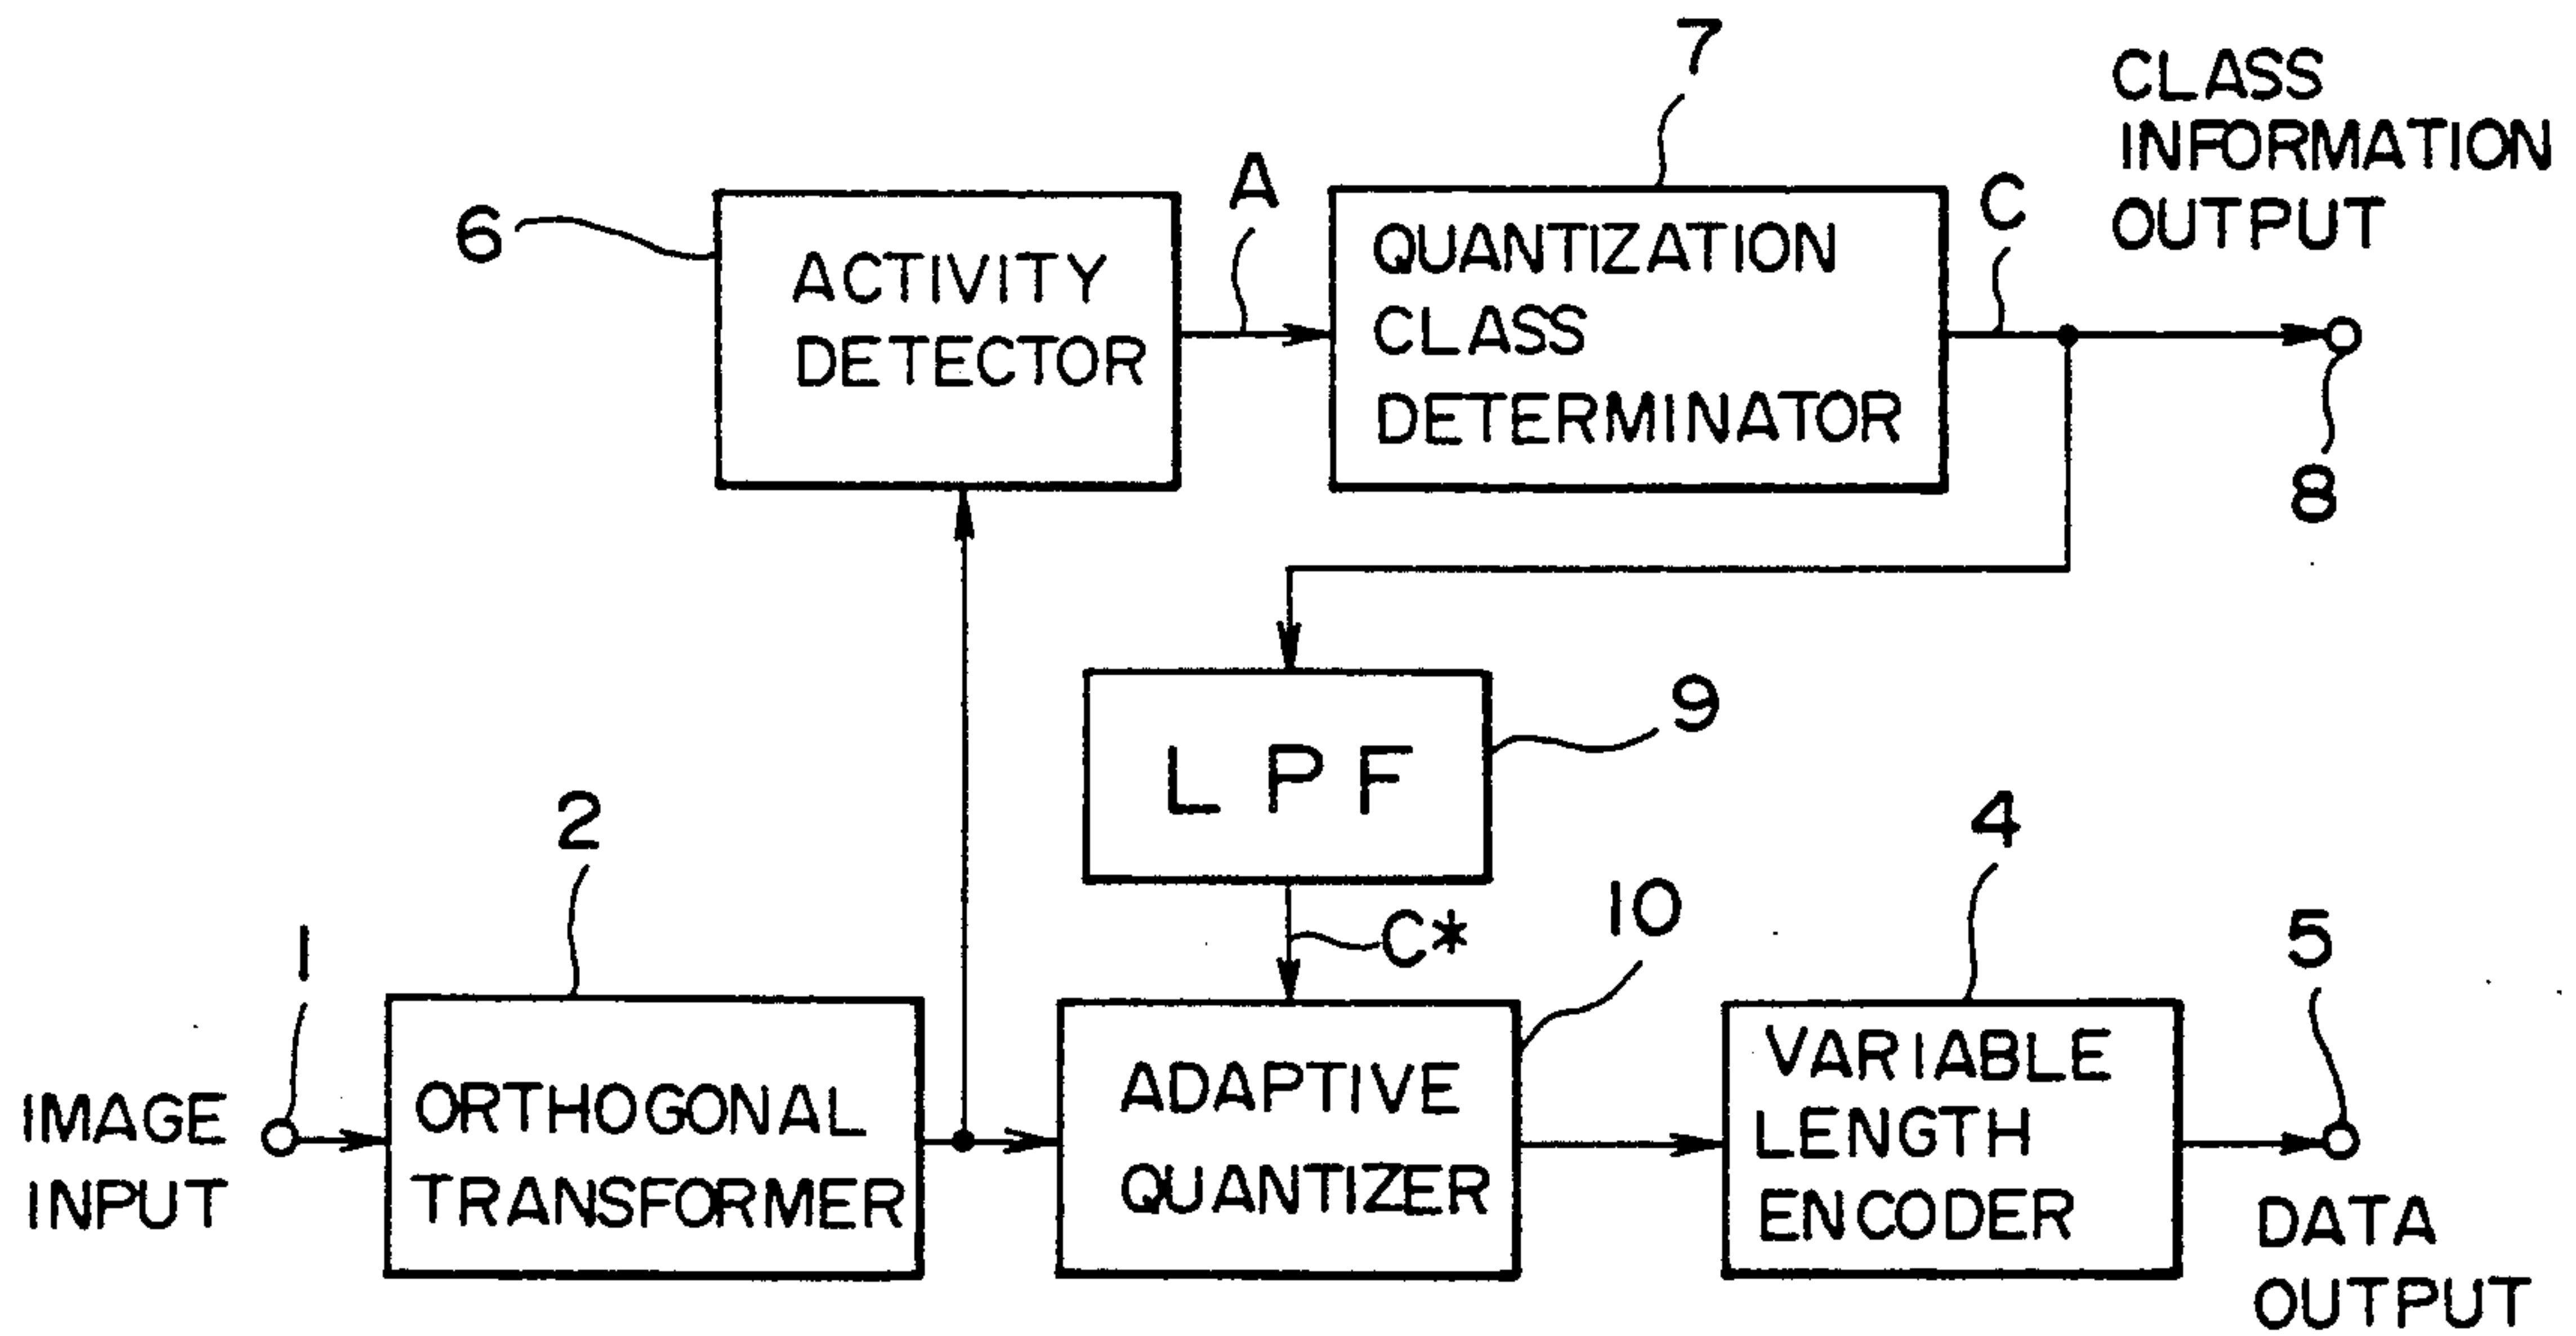 7
CLASS
INFORMATION
OUTPUT
6
A
C
ACTIVITY
DETECTOR
QUANTIZATION
CLASS
DETERMINATOR
8
9
L P F
2
4
10
C*
1
5
IMAGE
INPUT
ORTHOGONAL
TRANSFORMER
ADAPTIVE
QUANTIZER
VARIABLE
LENGTH
ENCODER
DATA
OUTPUT